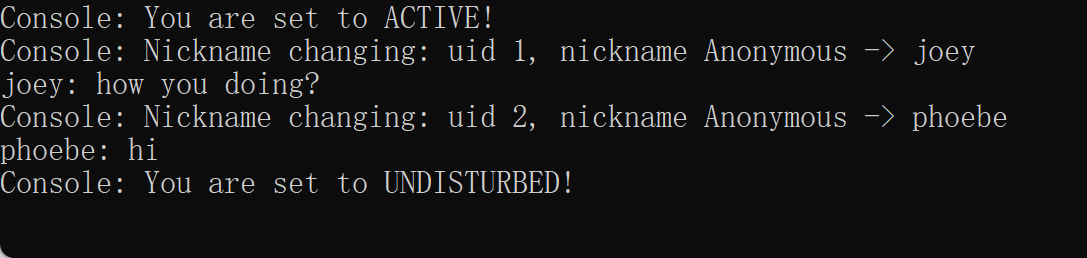 Console: You are set to ACTIVE!
Console: Nickname changing: uid 1, nickname Anonymous -> joey
joey: how you doing?
Console: Nickname changing: uid 2, nickname Anonymous -> phoebe
phoebe: hi
Console: You are set to UNDISTURBED!